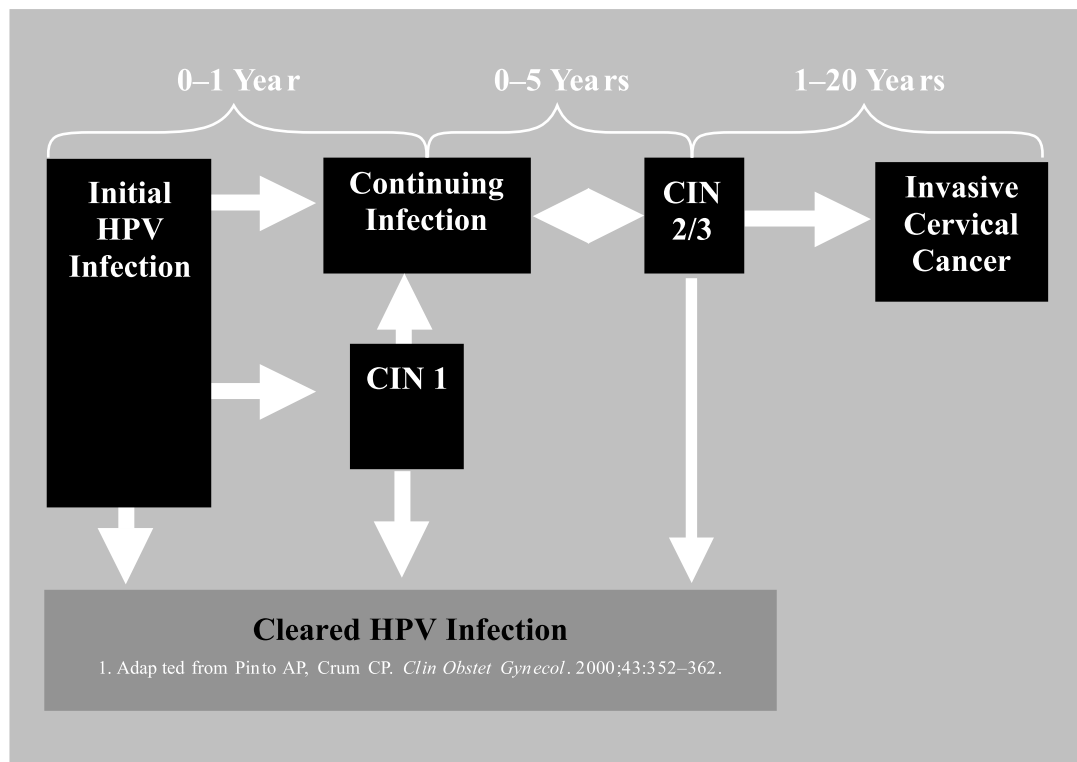 0–1 Year
0–5 Years
1–20 Years
Initial
HPV
Infection
Continuing
Infection
CIN
2/3
Invasive
Cervical
Cancer
CIN 1
Cleared HPV Infection
1. Adapted from Pinto AP, Crum CP. Clin Obstet Gynecol. 2000;43:352–362.